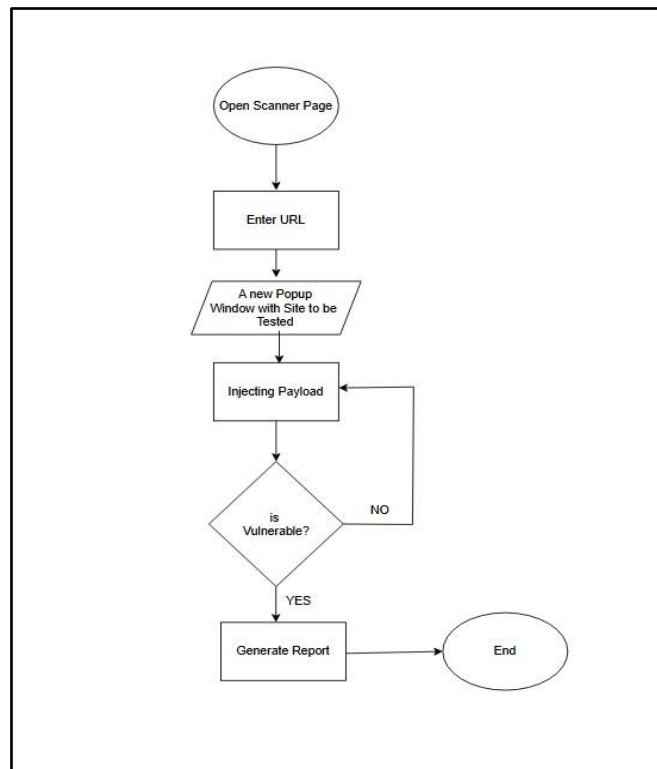 Open Scanner Page
Enter URL
A new Popup
Window with Site to be
Tested
Injecting Payload
is
Vulnerable?
NO
YES
Generate Report
End